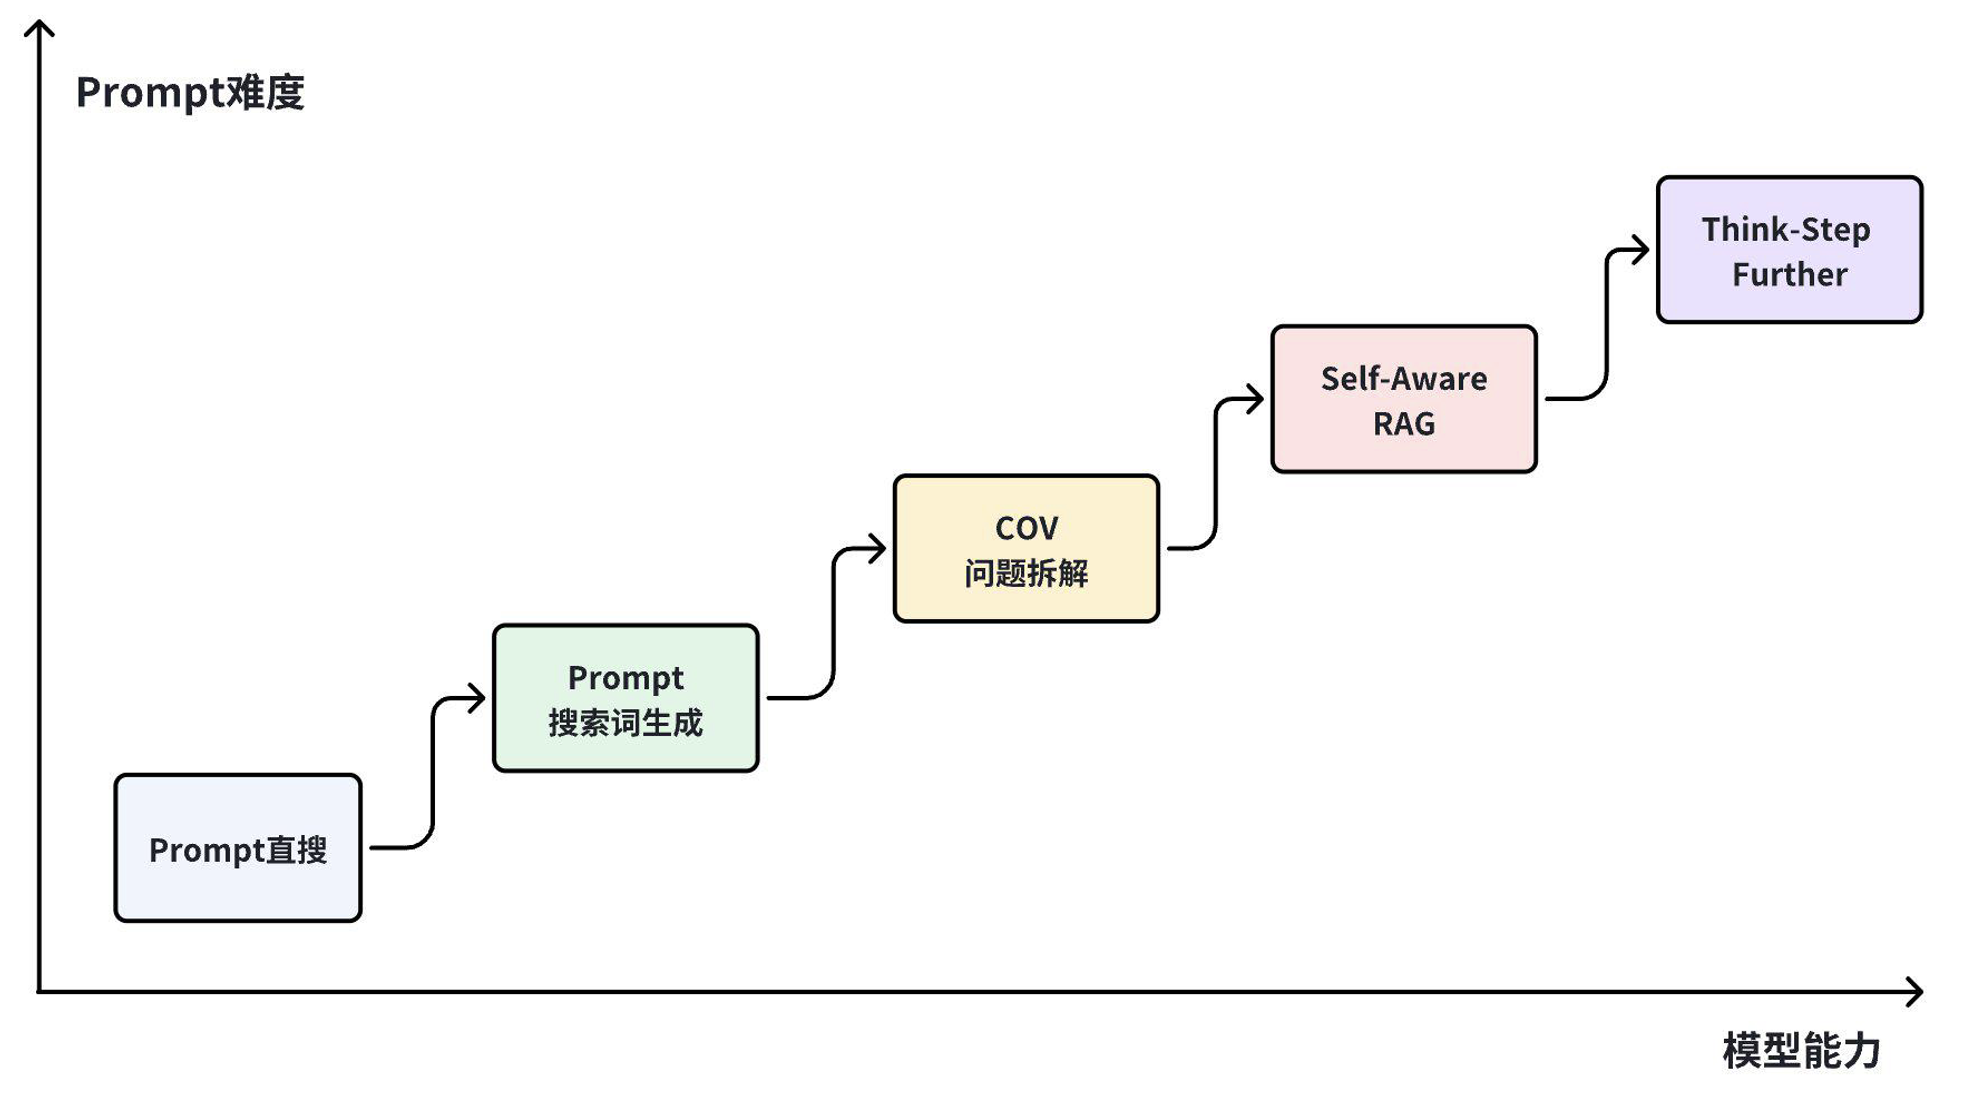 Prompt难度
Think-Step
Further
Self-Aware
RAG
COV
问题拆解
Prompt
搜索词生成
Prompt直搜
模型能力